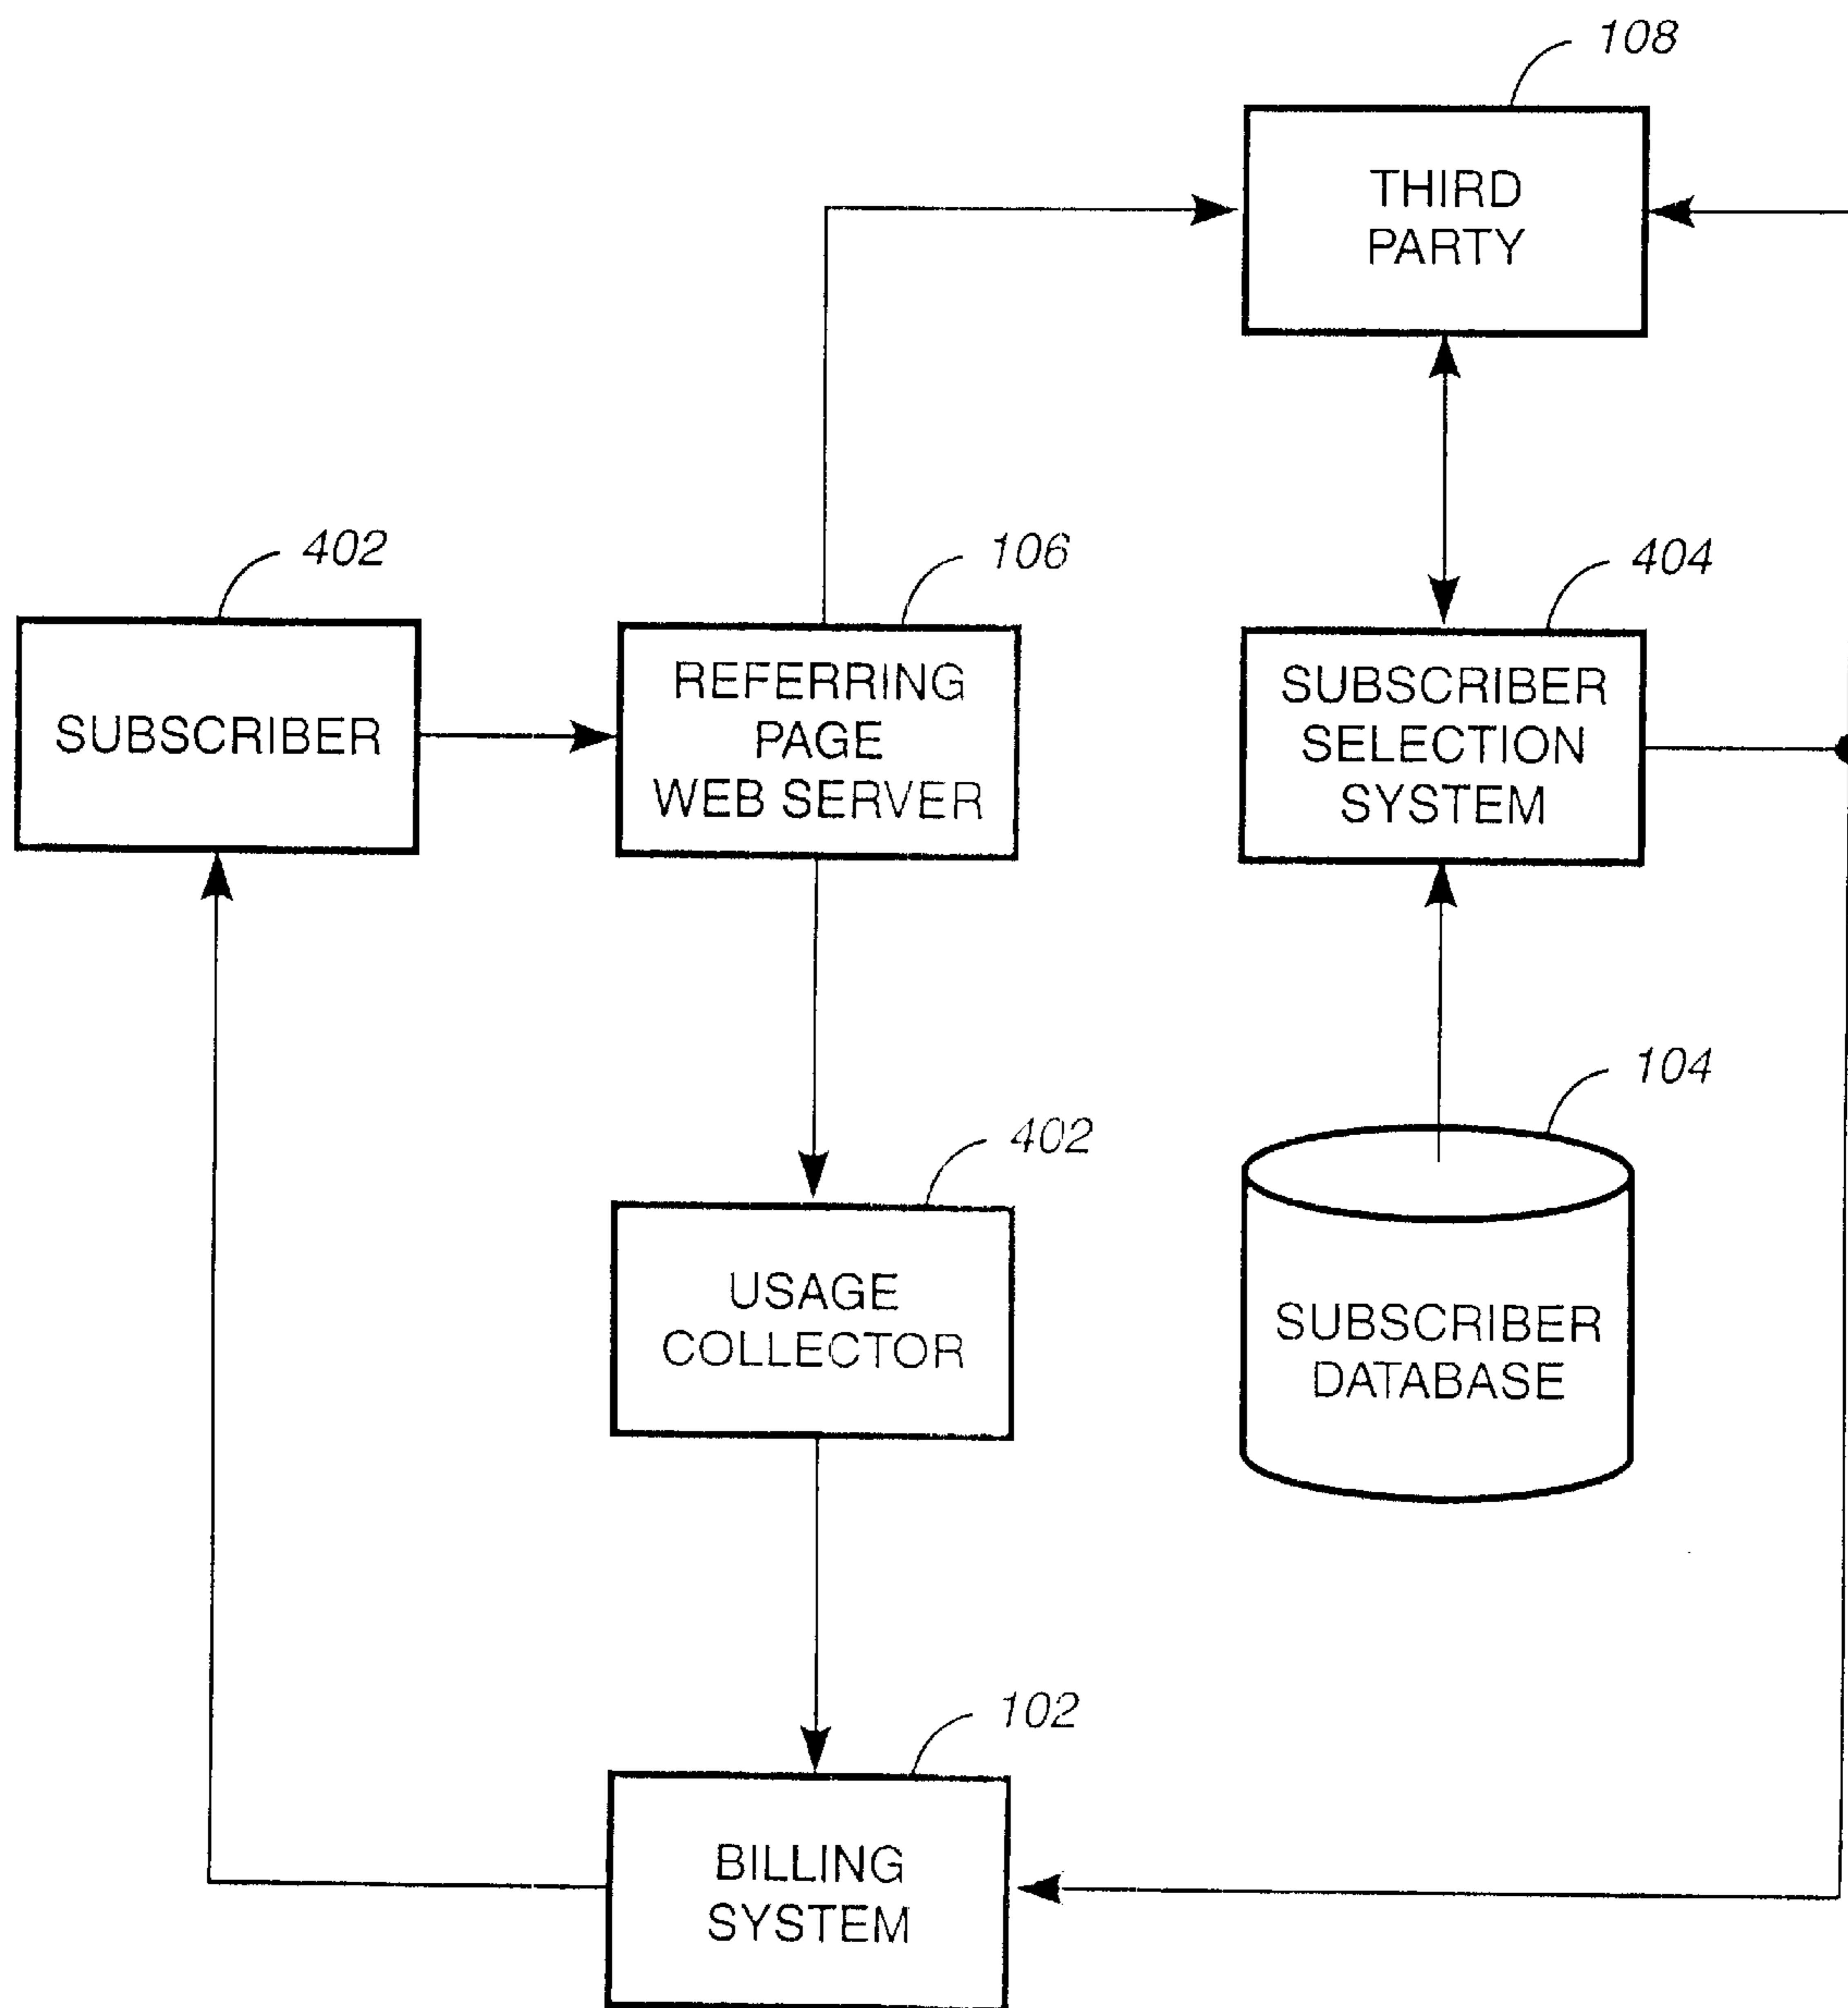 108
THIRD
PARTY
402
SUBSCRIBER
106
REFERRING
PAGE
WEB SERVER
404
SUBSCRIBER
SELECTION
SYSTEM
402
USAGE
COLLECTOR
104
SUBSCRIBER
DATABASE
102
BILLING
SYSTEM